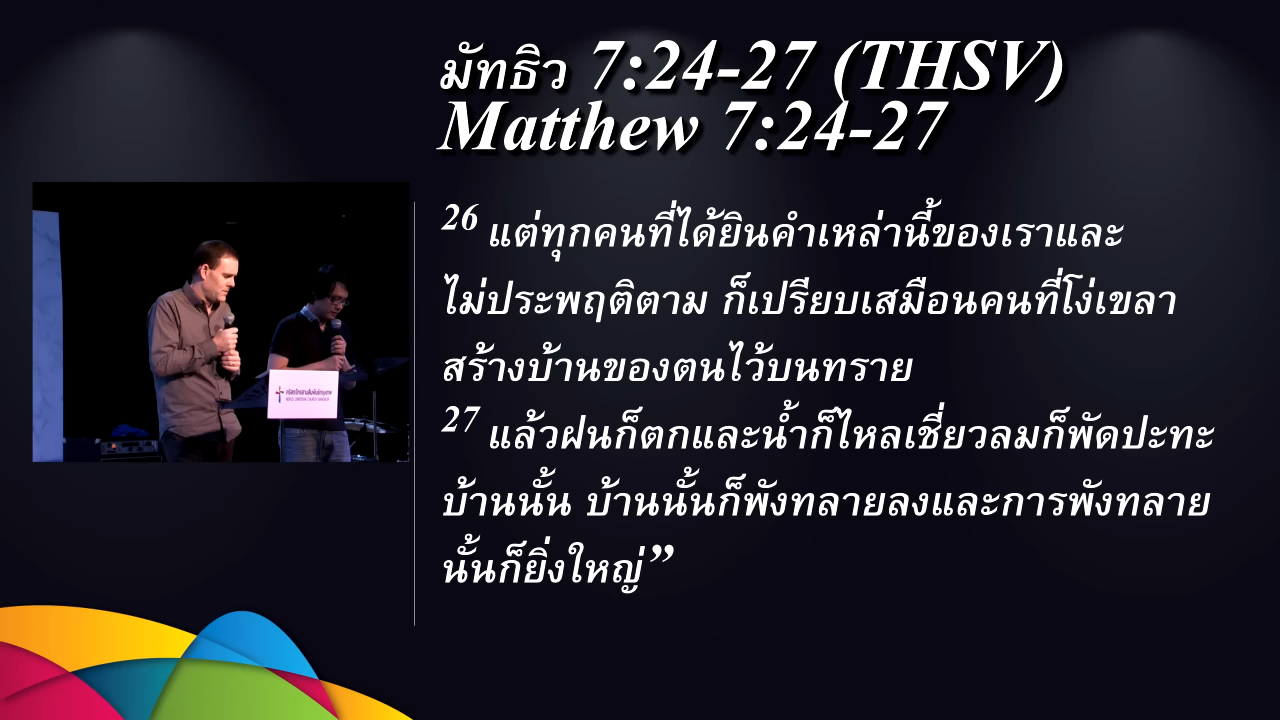 มัทธิว 7:24-27 (THSV)
Matthew 7:24-27
26 แต่ทุกคนที่ได้ยินคำเหล่านี้ของเราและ
ไม่ประพฤติตาม ก็เปรียบเสมือนคนที่โง่เขลา
สร้างบ้านของตนไว้บนทราย
27 แล้วฝนก็ตกและน้ำก็ไหลเชี่ยวลมก็พัดปะทะ
บ้านนั้น บ้านนั้นก็พังทลายลงและการพังทลาย
นั้นก็ยิ่งใหญ่”